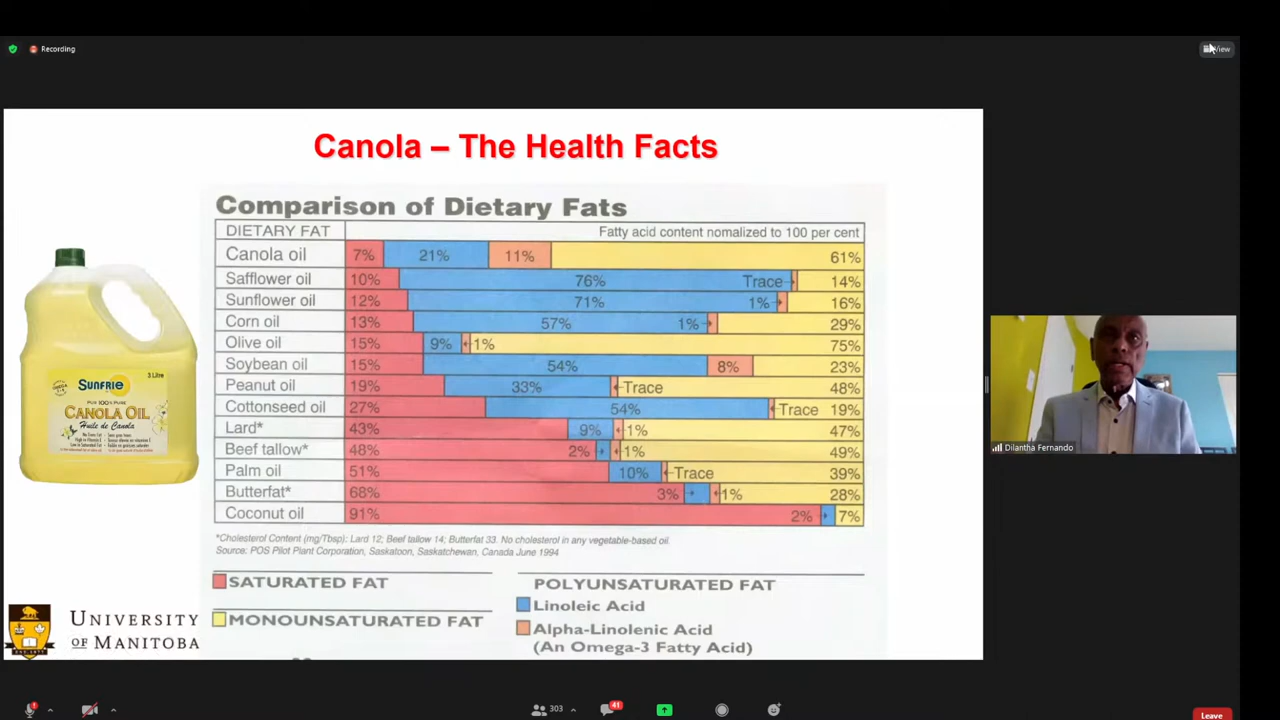 Recording
View
Canola – The Health Facts
Comparison of Dietary Fats
DIETARY FAT Fatty acid content nomalized to 100 per cent
Canola oil 7% 21% 11% 61%
Safflower oil 10% 76% Trace 14%
Sunflower oil 12% 71% 1% 16%
Corn oil 13% 57% 1% 29%
Olive oil 15% 9% 1% 75%
Soybean oil 15% 54% 8% 23%
Peanut oil 19% 33% Trace 48%
Cottonseed oil 27% 54% Trace 19%
Lard* 43% 9% 1% 47%
Beef tallow* 48% 2% 1% 49%
Palm oil 51% 10% Trace 39%
Butterfat* 68% 3% 1% 28%
Coconut oil 91% 2% 7%
*Cholesterol Content (mg/Tbsp): Lard 12; Beef tallow 14; Butterfat 33. No cholesterol in any vegetable-based oil.
Source: POS Pilot Plant Corporation, Saskatoon, Saskatchewan, Canada June 1994
SATURATED FAT
MONOUNSATURATED FAT
POLYUNSATURATED FAT
Linoleic Acid
Alpha-Linolenic Acid
(An Omega-3 Fatty Acid)
3 Litre
SUNFRIE
PUR 100% PURE
CANOLA OIL
Huile de Canola
UNIVERSITY
OF MANITOBA
Dilantha Fernando
303
41
Leave